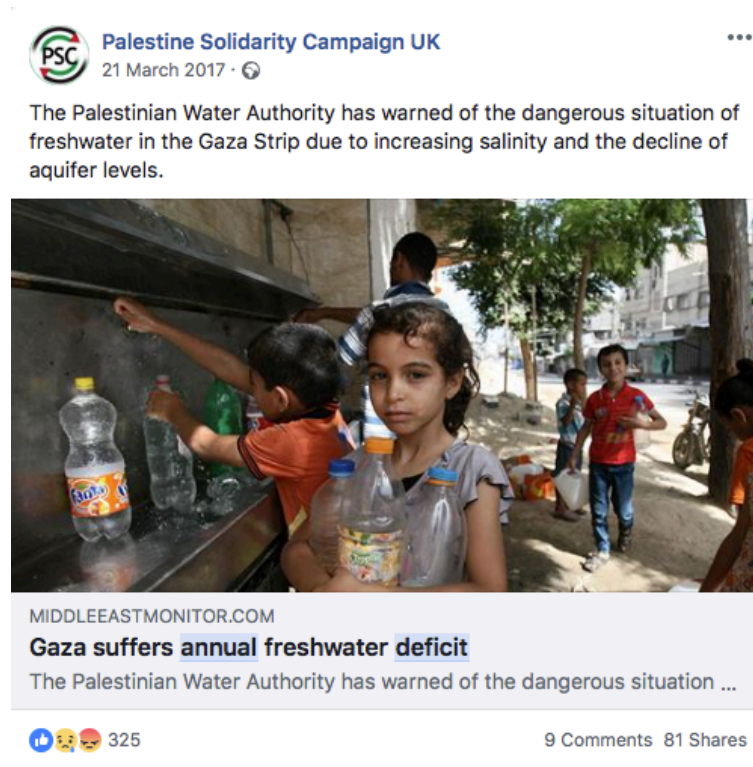 PSC
Palestine Solidarity Campaign UK
21 March 2017 ·
The Palestinian Water Authority has warned of the dangerous situation of
freshwater in the Gaza Strip due to increasing salinity and the decline of
aquifer levels.
Fanta
MIDDLEEASTMONITOR.COM
Gaza suffers annual freshwater deficit
The Palestinian Water Authority has warned of the dangerous situation ...
325
9 Comments 81 Shares